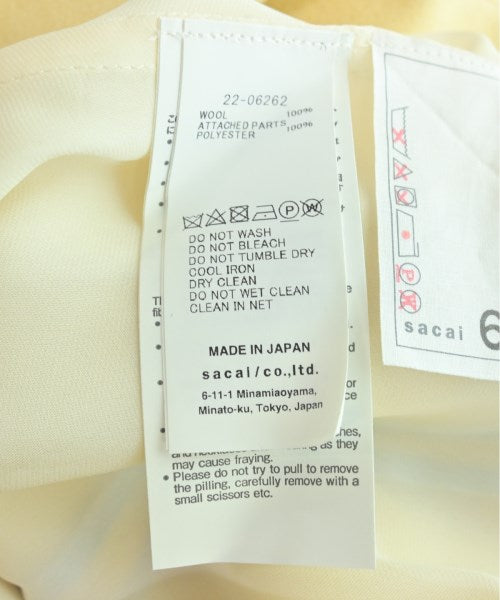 22-06262
WOOL 100%
ATTACHED PARTS 100%
POLYESTER
P W
DO NOT WASH
DO NOT BLEACH
DO NOT TUMBLE DRY
COOL IRON
DRY CLEAN
DO NOT WET CLEAN
CLEAN IN NET
MADE IN JAPAN
sacai/co.,ltd.
6-11-1 Minamiaoyama,
Minato-ku, Tokyo, Japan
as they
may cause fraying.
• Please do not try to pull to remove
the pilling, carefully remove with a
small scissors etc.
P W
sacai 6